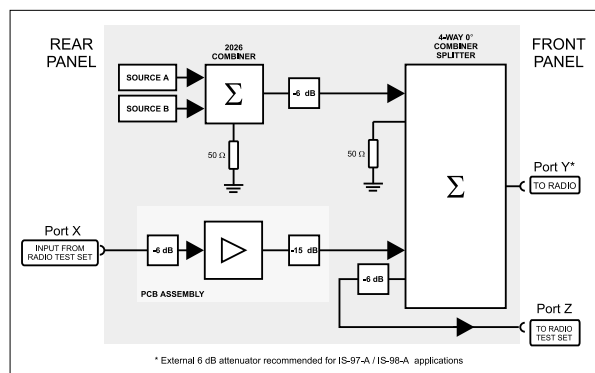 REAR
PANEL
2026
COMBINER
4-WAY 0°
COMBINER
SPLITTER
FRONT
PANEL
SOURCE A
SOURCE B
Σ
-6 dB
50 Ω
50 Ω
Σ
Port Y*
TO RADIO
Port X
INPUT FROM
RADIO TEST SET
-6 dB
-15 dB
-6 dB
PCB ASSEMBLY
Port Z
TO RADIO
TEST SET
* External 6 dB attenuator recommended for IS-97-A / IS-98-A applications